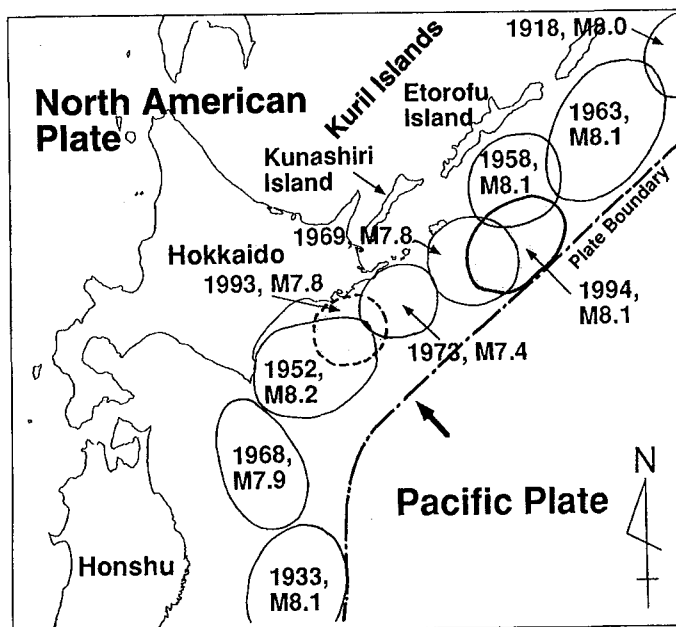 1918, M8.0
Kuril Islands
North American
Plate
Etorofu
Island
1963,
M8.1
Kunashiri
Island
1958,
M8.1
1969, M7.8
Plate Boundary
Hokkaido
1993, M7.8
1994,
M8.1
1973, M7.4
1952,
M8.2
1968,
M7.9
N
Pacific Plate
Honshu
1933,
M8.1